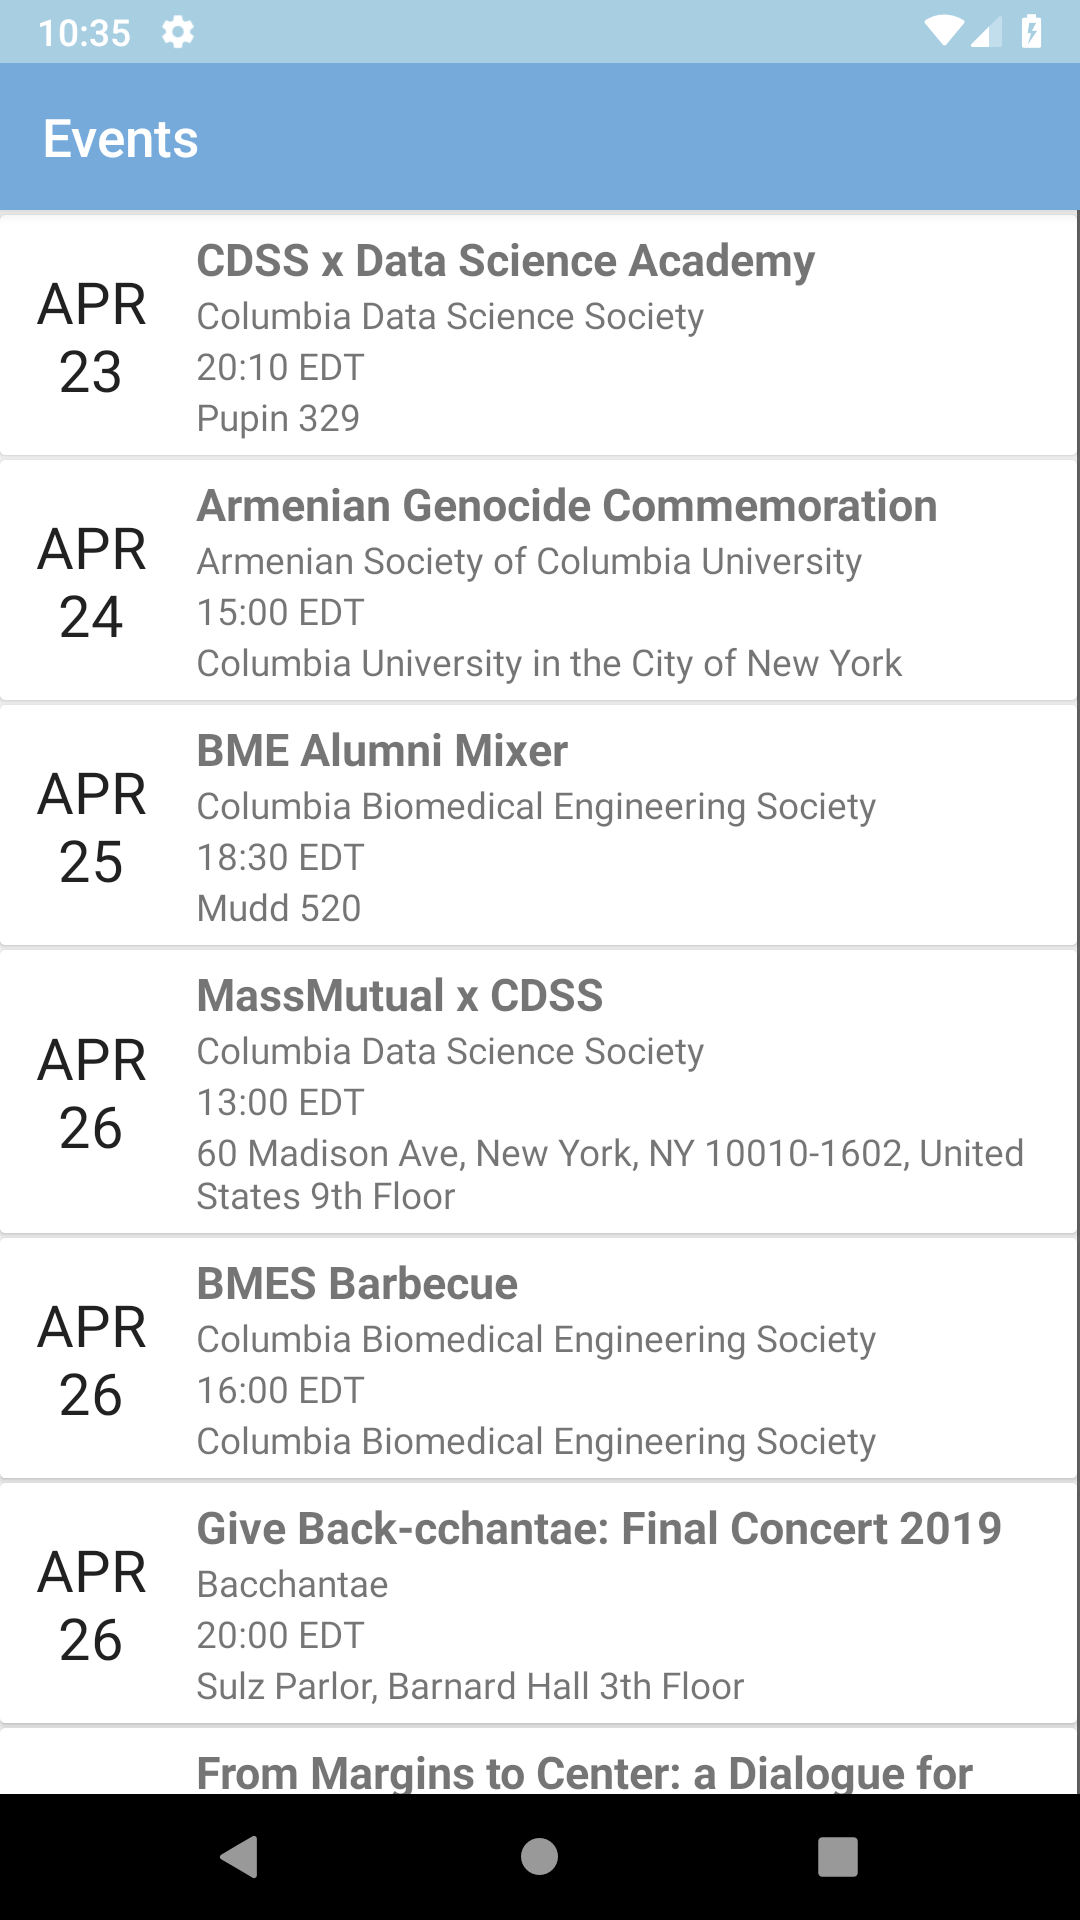 10:35
Events
APR
23
CDSS x Data Science Academy
Columbia Data Science Society
20:10 EDT
Pupin 329
APR
24
Armenian Genocide Commemoration
Armenian Society of Columbia University
15:00 EDT
Columbia University in the City of New York
APR
25
BME Alumni Mixer
Columbia Biomedical Engineering Society
18:30 EDT
Mudd 520
APR
26
MassMutual x CDSS
Columbia Data Science Society
13:00 EDT
60 Madison Ave, New York, NY 10010-1602, United
States 9th Floor
APR
26
BMES Barbecue
Columbia Biomedical Engineering Society
16:00 EDT
Columbia Biomedical Engineering Society
APR
26
Give Back-cchantae: Final Concert 2019
Bacchantae
20:00 EDT
Sulz Parlor, Barnard Hall 3th Floor
From Margins to Center: a Dialogue for